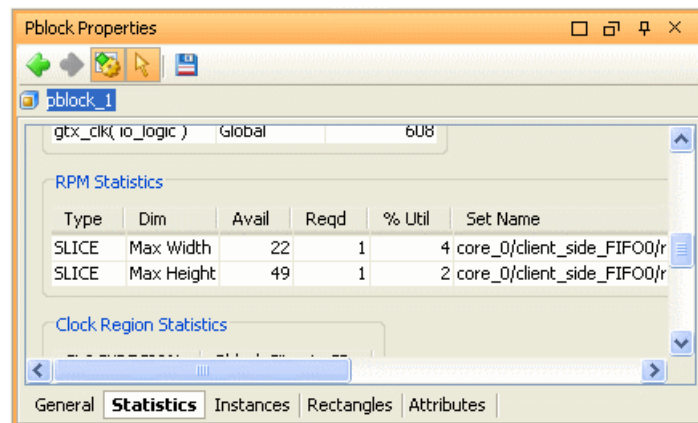 Pblock Properties
pblock_1
gtx_clk( io_logic ) Global 608
RPM Statistics
Type Dim Avail Reqd % Util Set Name
SLICE Max Width 22 1 4 core_0/client_side_FIFO0/r
SLICE Max Height 49 1 2 core_0/client_side_FIFO0/r
Clock Region Statistics
General Statistics Instances Rectangles Attributes